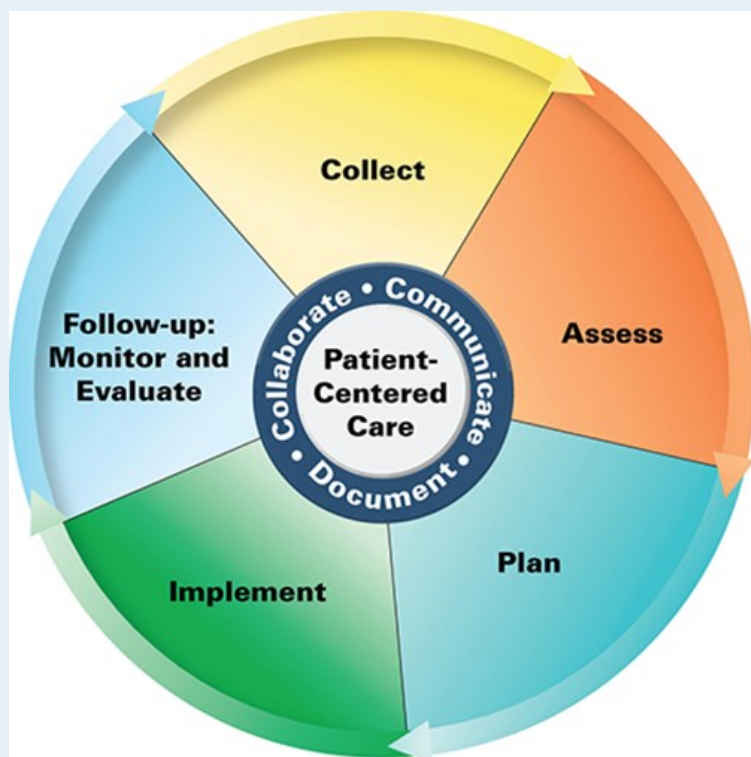 Collect
Assess
Plan
Implement
Follow-up:
Monitor and
Evaluate
Collaborate • Communicate • Document •
Patient-
Centered
Care